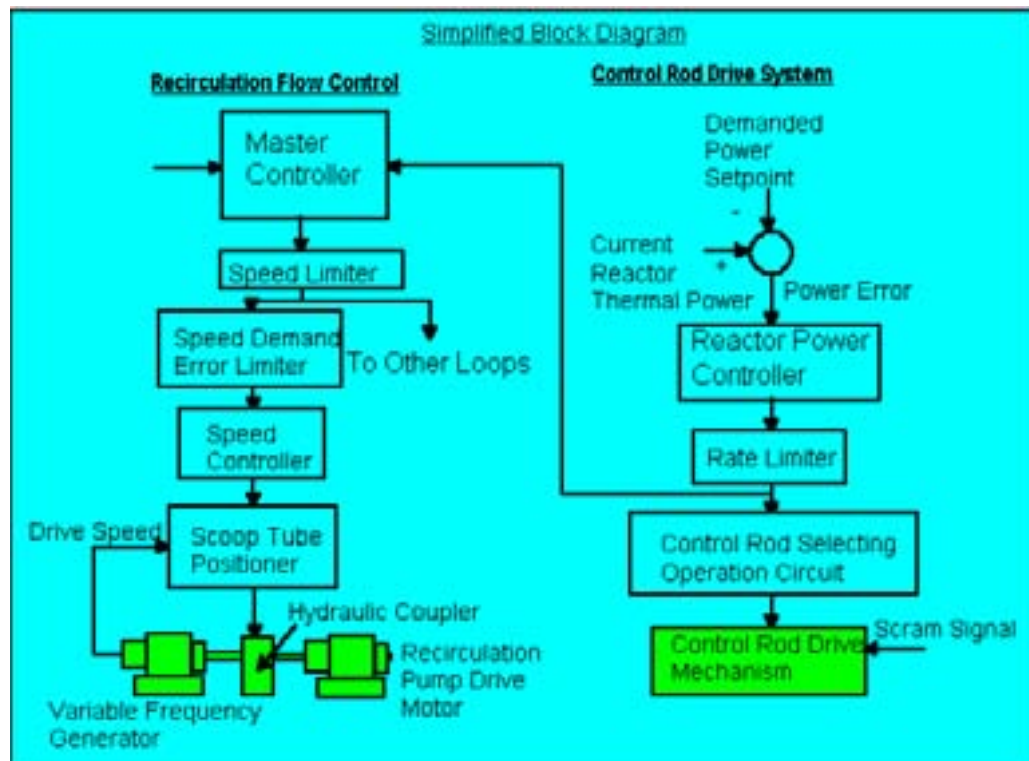 Simplified Block Diagram
Recirculation Flow Control
Control Rod Drive System
Master
Controller
Speed Limiter
Speed Demand
Error Limiter
To Other Loops
Speed
Controller
Drive Speed
Scoop Tube
Positioner
Hydraulic Coupler
Recirculation
Pump Drive
Motor
Variable Frequency
Generator
Demanded
Power
Setpoint
-
Current
Reactor
Thermal Power
+
Power Error
Reactor Power
Controller
Rate Limiter
Control Rod Selecting
Operation Circuit
Control Rod Drive
Mechanism
Scram Signal